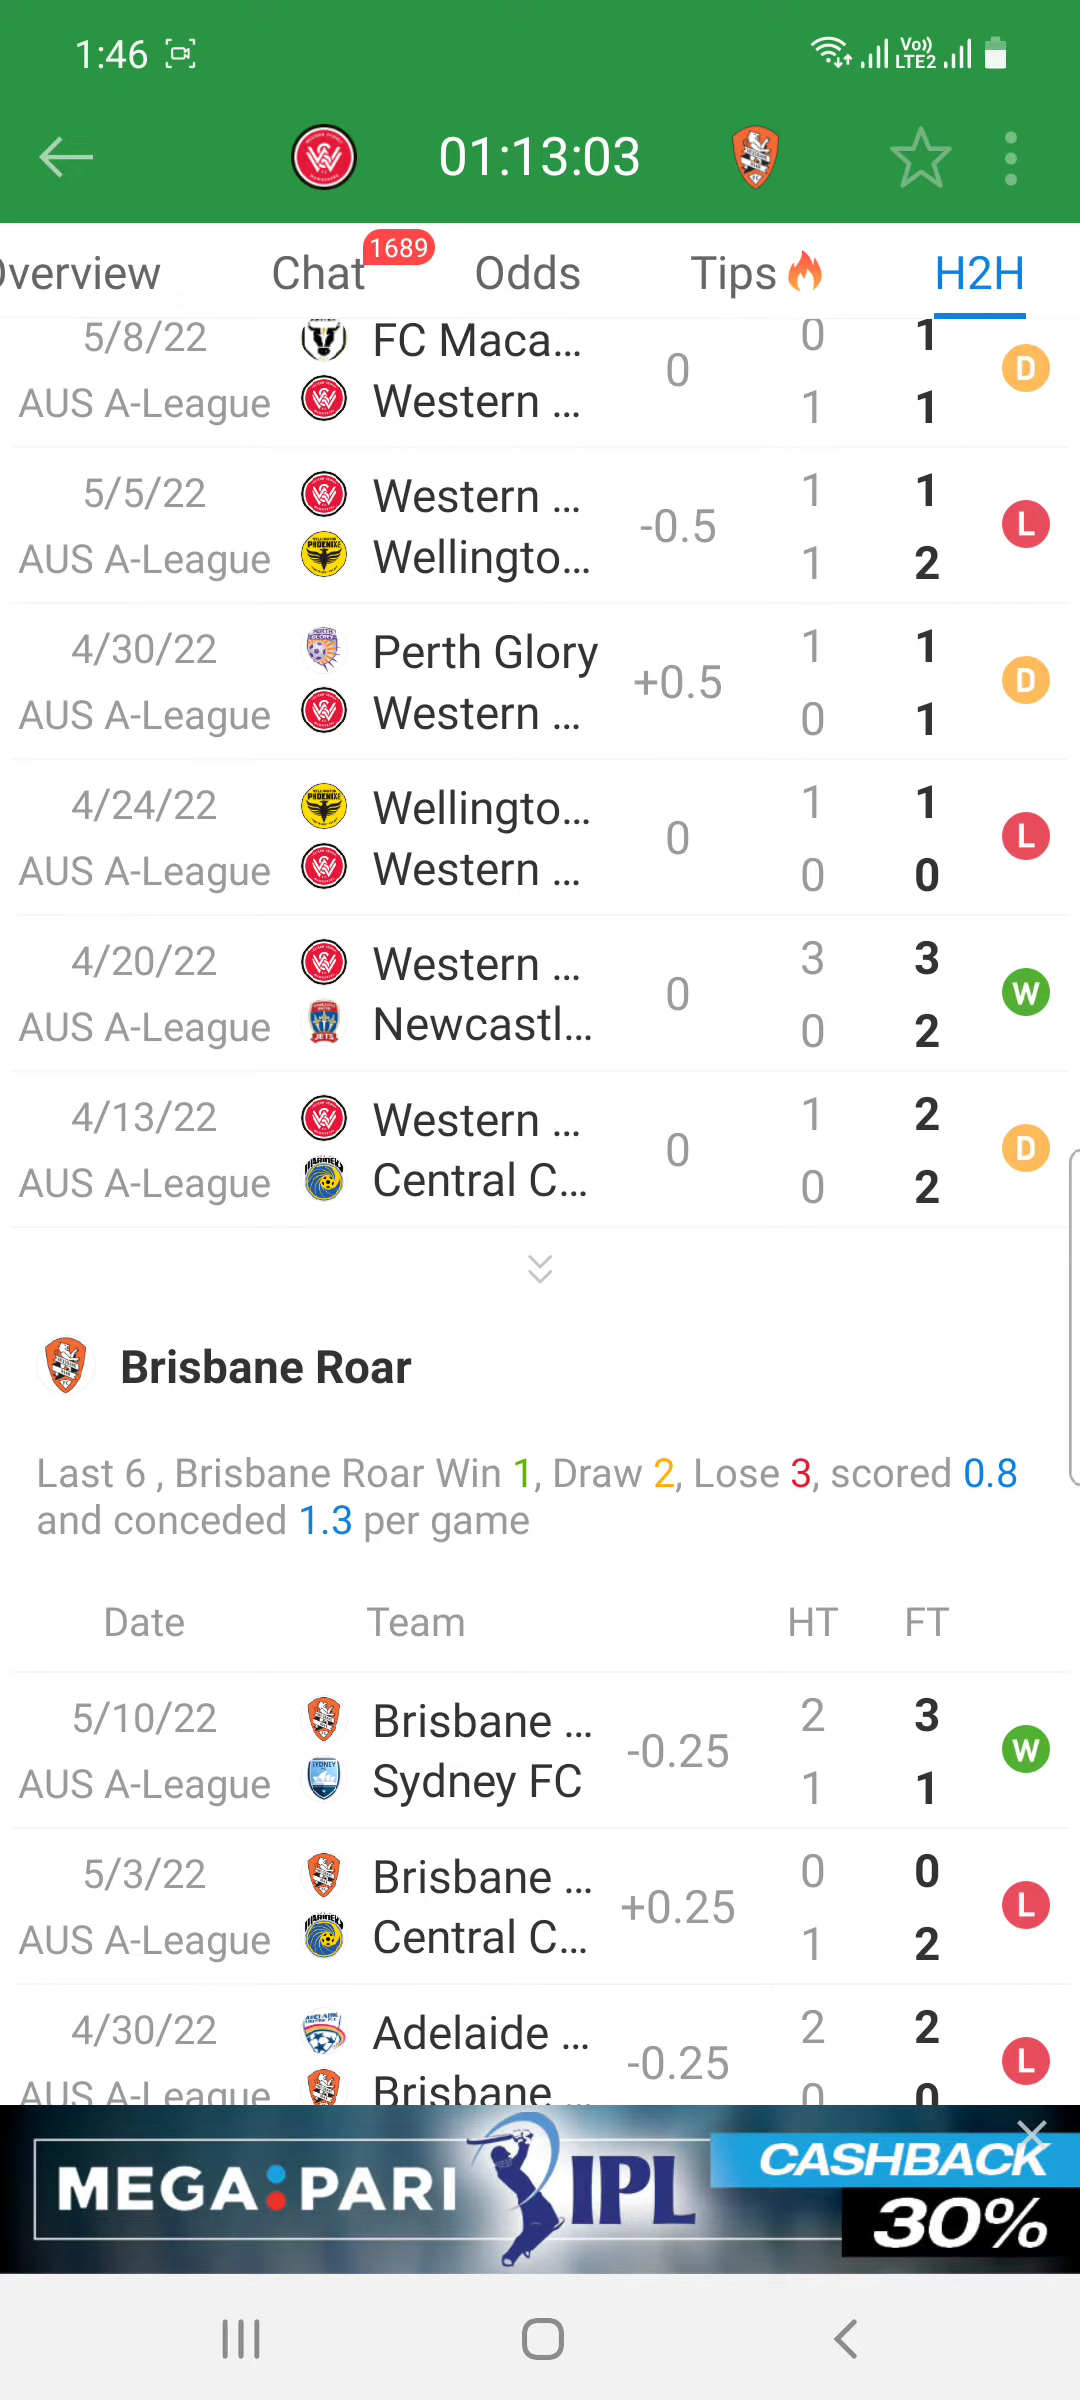 1:46 Vo)) LTE2
01:13:03
Overview Chat 1689 Odds Tips H2H
5/8/22 FC Maca... 0 0 1 D
AUS A-League Western ... 1 1
5/5/22 Western ... -0.5 1 1 L
AUS A-League Wellingto... 1 2
4/30/22 Perth Glory +0.5 1 1 D
AUS A-League Western ... 0 1
4/24/22 Wellingto... 0 1 1 L
AUS A-League Western ... 0 0
4/20/22 Western ... 0 3 3 W
AUS A-League Newcastl... 0 2
4/13/22 Western ... 0 1 2 D
AUS A-League Central C... 0 2
Brisbane Roar
Last 6 , Brisbane Roar Win 1, Draw 2, Lose 3, scored 0.8
and conceded 1.3 per game
Date Team HT FT
5/10/22 Brisbane ... -0.25 2 3 W
AUS A-League Sydney FC 1 1
5/3/22 Brisbane ... +0.25 0 0 L
AUS A-League Central C... 1 2
4/30/22 Adelaide ... -0.25 2 2 L
AUS A-League Brisbane ... 0 0
MEGA:PARI IPL CASHBACK
30%